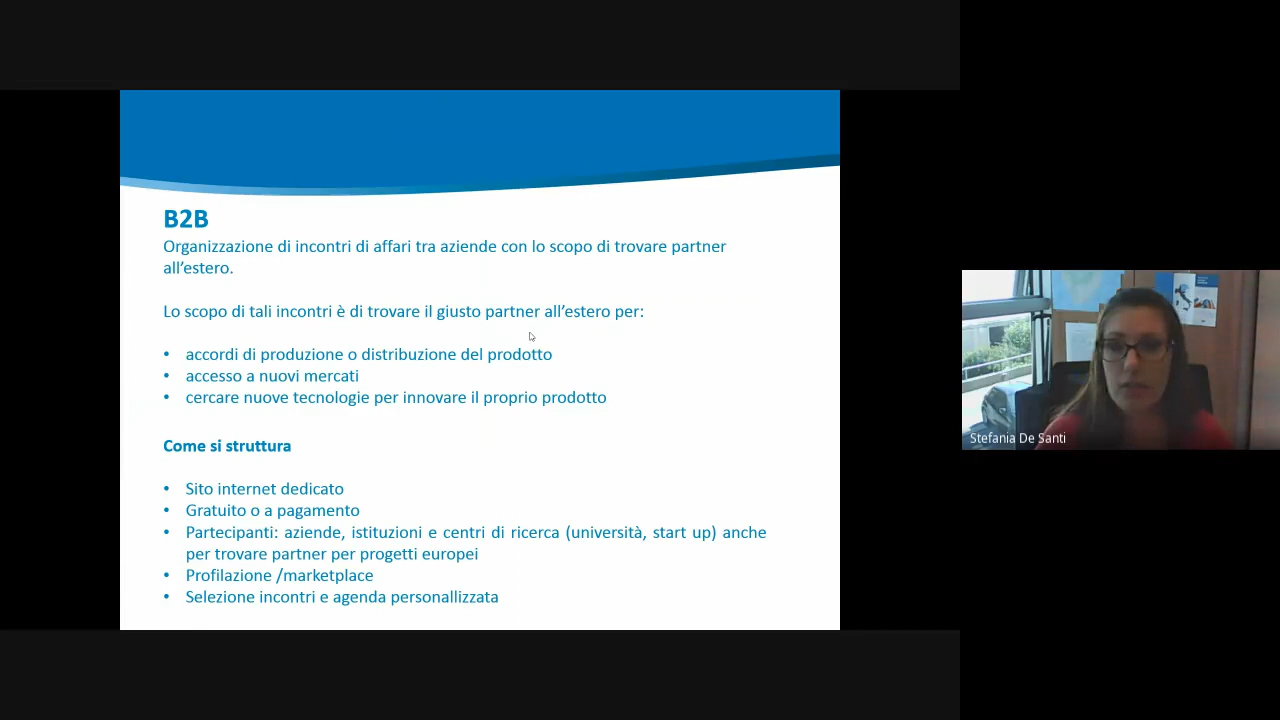 B2B
Organizzazione di incontri di affari tra aziende con lo scopo di trovare partner
all’estero.
Lo scopo di tali incontri è di trovare il giusto partner all’estero per:
• accordi di produzione o distribuzione del prodotto
• accesso a nuovi mercati
• cercare nuove tecnologie per innovare il proprio prodotto
Come si struttura
• Sito internet dedicato
• Gratuito o a pagamento
• Partecipanti: aziende, istituzioni e centri di ricerca (università, start up) anche
per trovare partner per progetti europei
• Profilazione /marketplace
• Selezione incontri e agenda personallizzata
Stefania De Santi